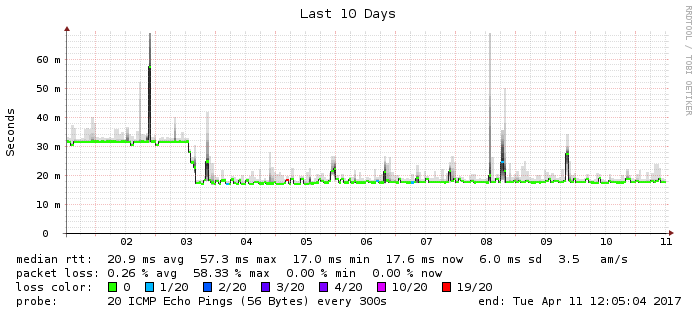 Last 10 Days
RRDTOOL / TOBI OETIKER
Seconds
60 m
50 m
40 m
30 m
20 m
10 m
0
02 03 04 05 06 07 08 09 10 11
median rtt: 20.9 ms avg 57.3 ms max 17.0 ms min 17.6 ms now 6.0 ms sd 3.5 am/s
packet loss: 0.26 % avg 58.33 % max 0.00 % min 0.00 % now
loss color: 0 1/20 2/20 3/20 4/20 10/20 19/20
probe: 20 ICMP Echo Pings (56 Bytes) every 300s end: Tue Apr 11 12:05:04 2017